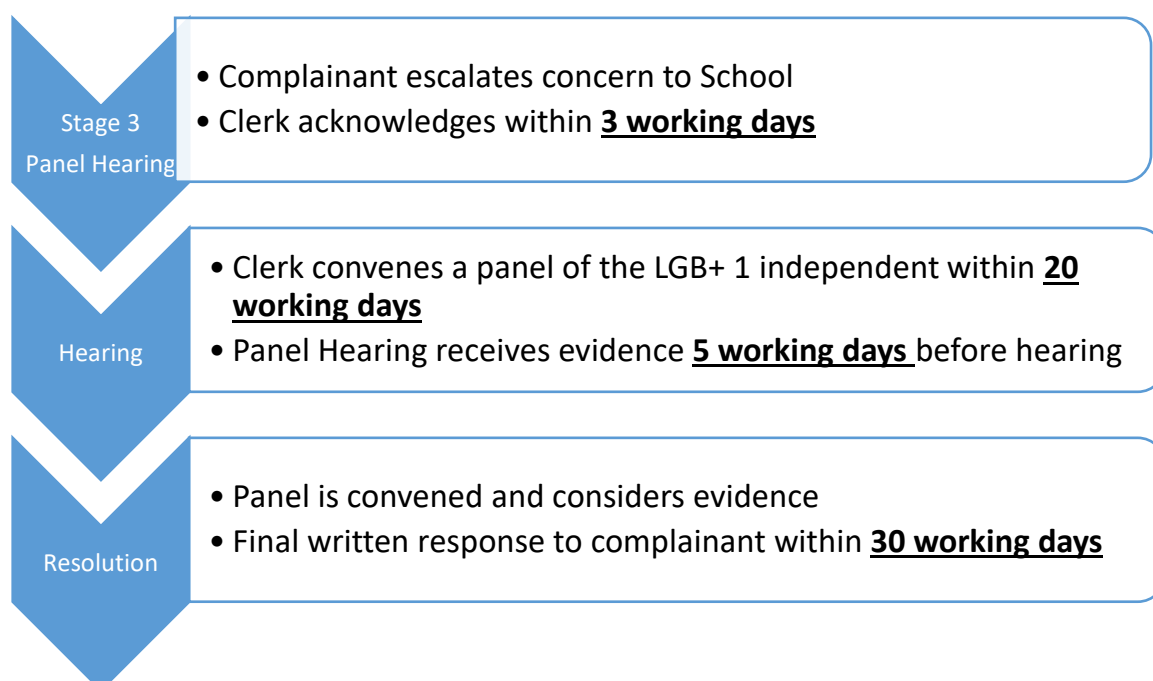 Stage 3
Panel Hearing
• Complainant escalates concern to School
• Clerk acknowledges within 3 working days
Hearing
• Clerk convenes a panel of the LGB+ 1 independent within 20
working days
• Panel Hearing receives evidence 5 working days before hearing
Resolution
• Panel is convened and considers evidence
• Final written response to complainant within 30 working days